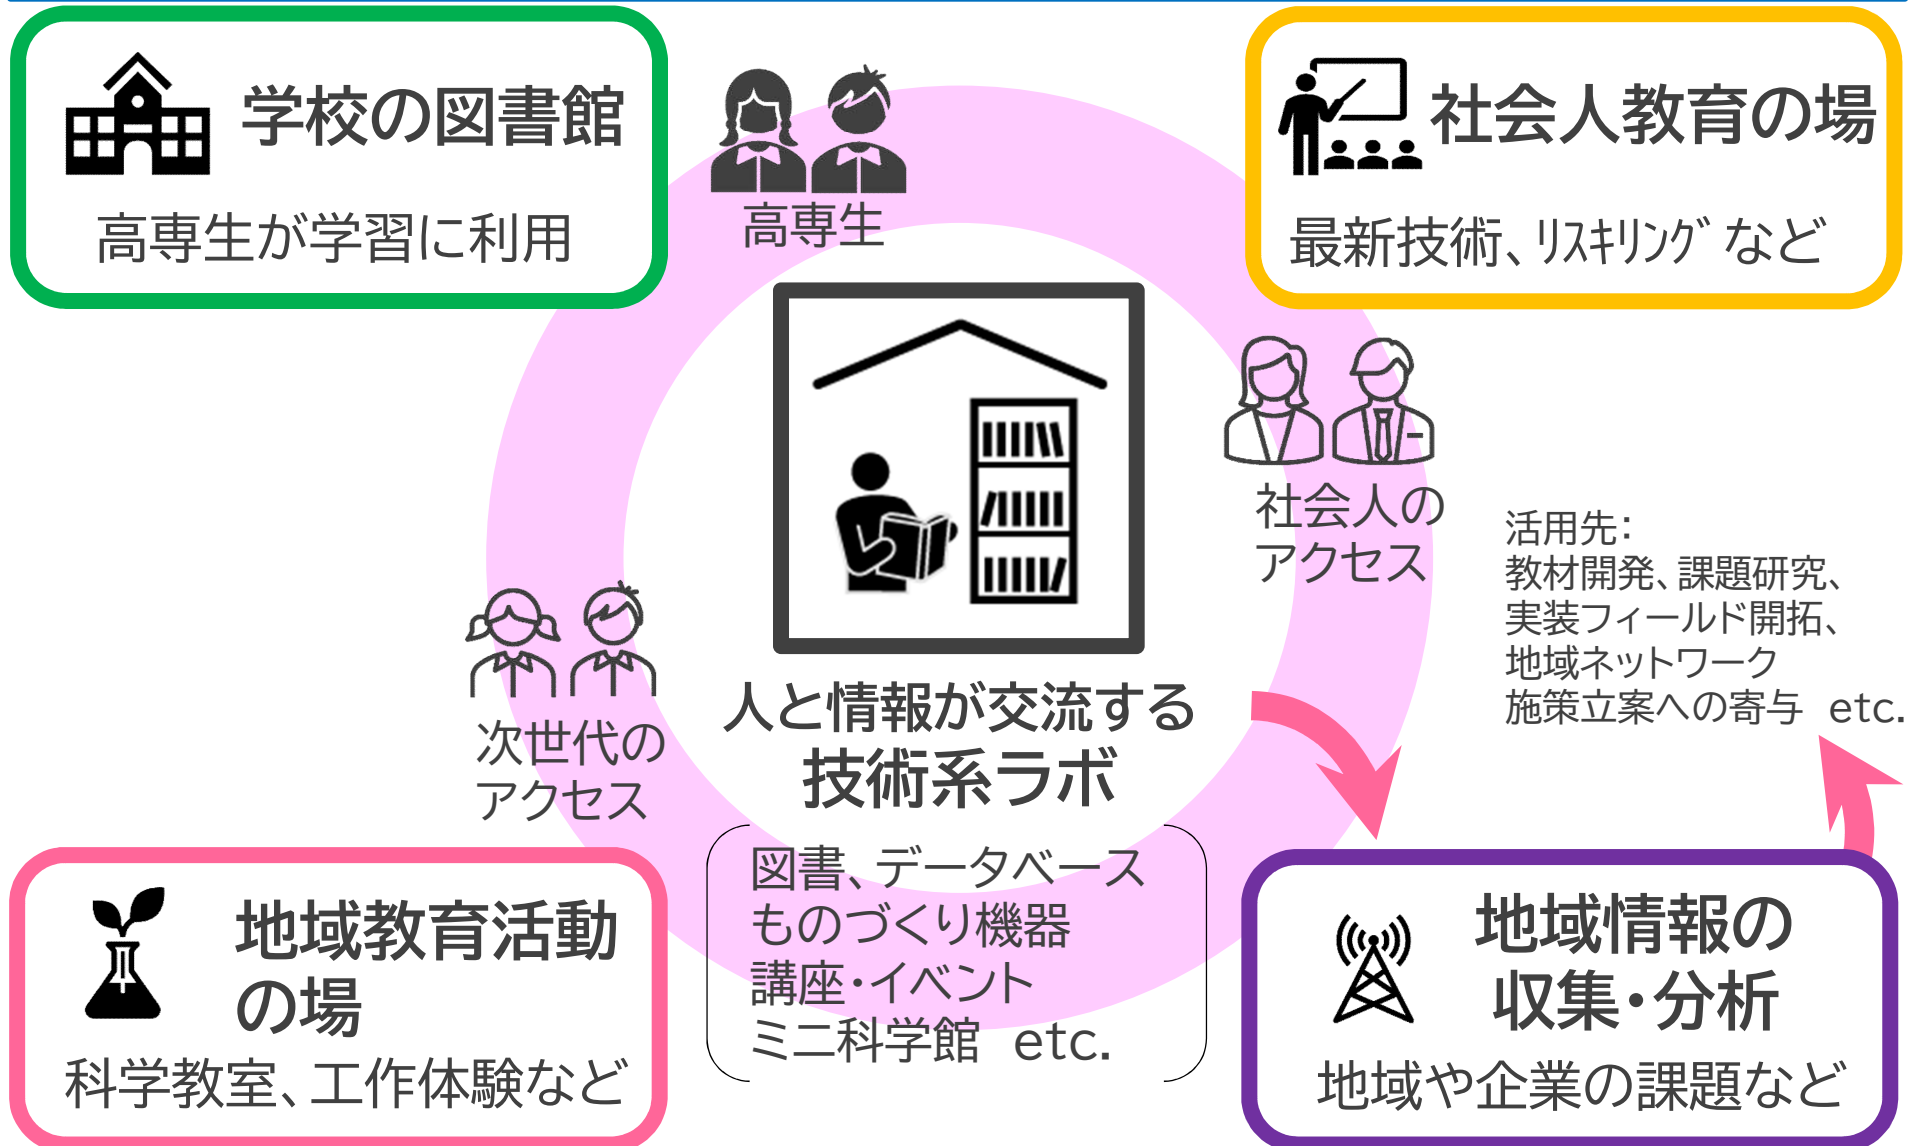 学校の図書館
高専生が学習に利用
高専生
社会人教育の場
最新技術、ﾘｽｷﾘﾝｸﾞなど
社会人の
アクセス
活用先：
教材開発、課題研究、
実装フィールド開拓、
地域ネットワーク
施策立案への寄与　etc.
次世代の
アクセス
人と情報が交流する
技術系ラボ
図書、データベース
ものづくり機器
講座・イベント
ミニ科学館　etc.
地域教育活動
の場
科学教室、工作体験など
地域情報の
収集・分析
地域や企業の課題など